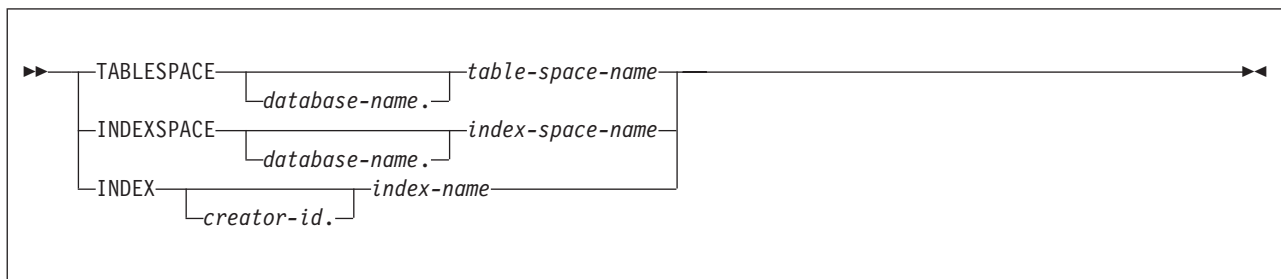 TABLESPACE table-space-name
database-name.
INDEXSPACE index-space-name
database-name.
INDEX index-name
creator-id.